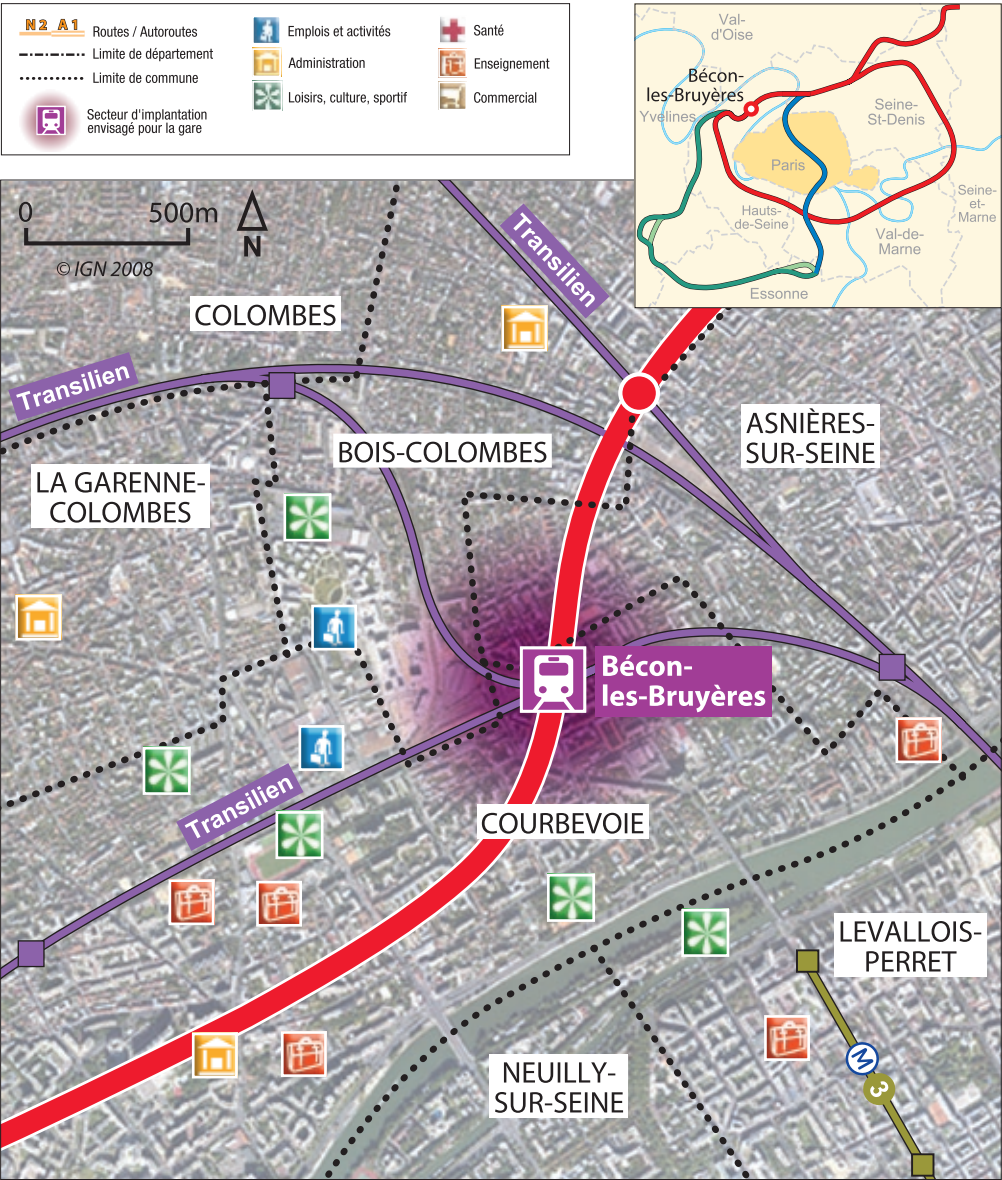 N2 A1
Routes / Autoroutes
Limite de département
Limite de commune
Secteur d'implantation
envisagé pour la gare
Emplois et activités
Administration
Loisirs, culture, sportif
Santé
Enseignement
Commercial
Val-
d'Oise
Bécon-
les-Bruyères
Yvelines
Seine-
St-Denis
Paris
Hauts-
de-Seine
Seine-
et-
Marne
Val-de-
Marne
Essonne
0 500m
N
© IGN 2008
Transilien
COLOMBES
Transilien
ASNIÈRES-
SUR-SEINE
BOIS-COLOMBES
LA GARENNE-
COLOMBES
Bécon-
les-Bruyères
Transilien
COURBEVOIE
LEVALLOIS-
PERRET
NEUILLY-
SUR-SEINE
M
3